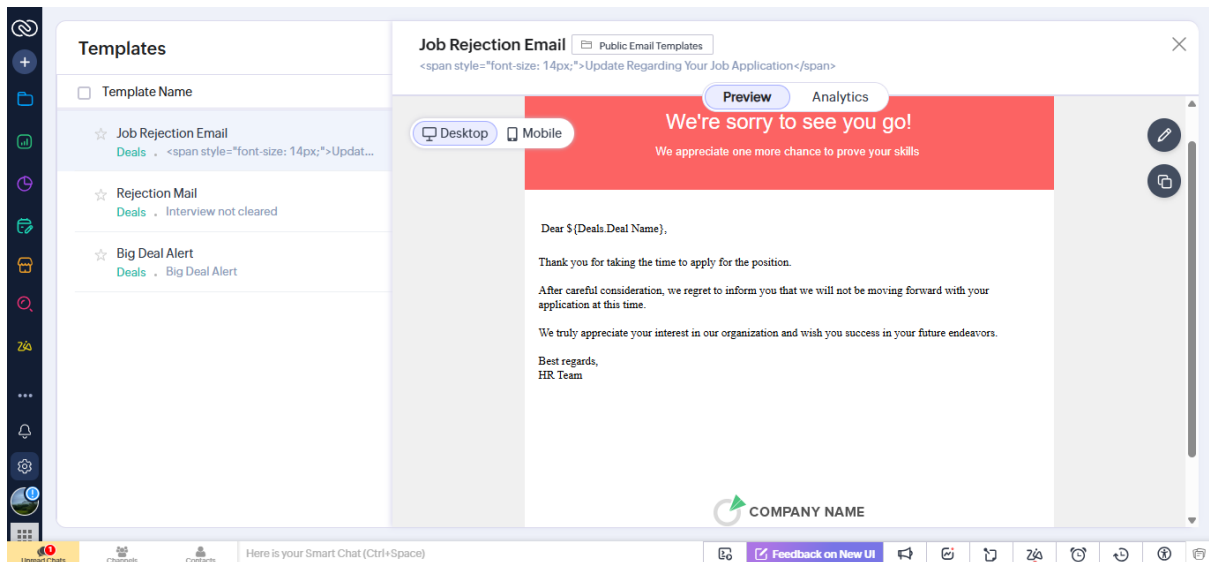 Templates
Template Name
Job Rejection Email
Deals . <span style="font-size: 14px;">Updat...
Rejection Mail
Deals . Interview not cleared
Big Deal Alert
Deals . Big Deal Alert
Job Rejection Email Public Email Templates
<span style="font-size: 14px;">Update Regarding Your Job Application</span>
Preview Analytics
Desktop Mobile
We're sorry to see you go!
We appreciate one more chance to prove your skills
Dear ${Deals.Deal Name},
Thank you for taking the time to apply for the position.
After careful consideration, we regret to inform you that we will not be moving forward with your
application at this time.
We truly appreciate your interest in our organization and wish you success in your future endeavors.
Best regards,
HR Team
COMPANY NAME
1
Unread Chats Channels Contacts Here is your Smart Chat (Ctrl+Space) Feedback on New UI